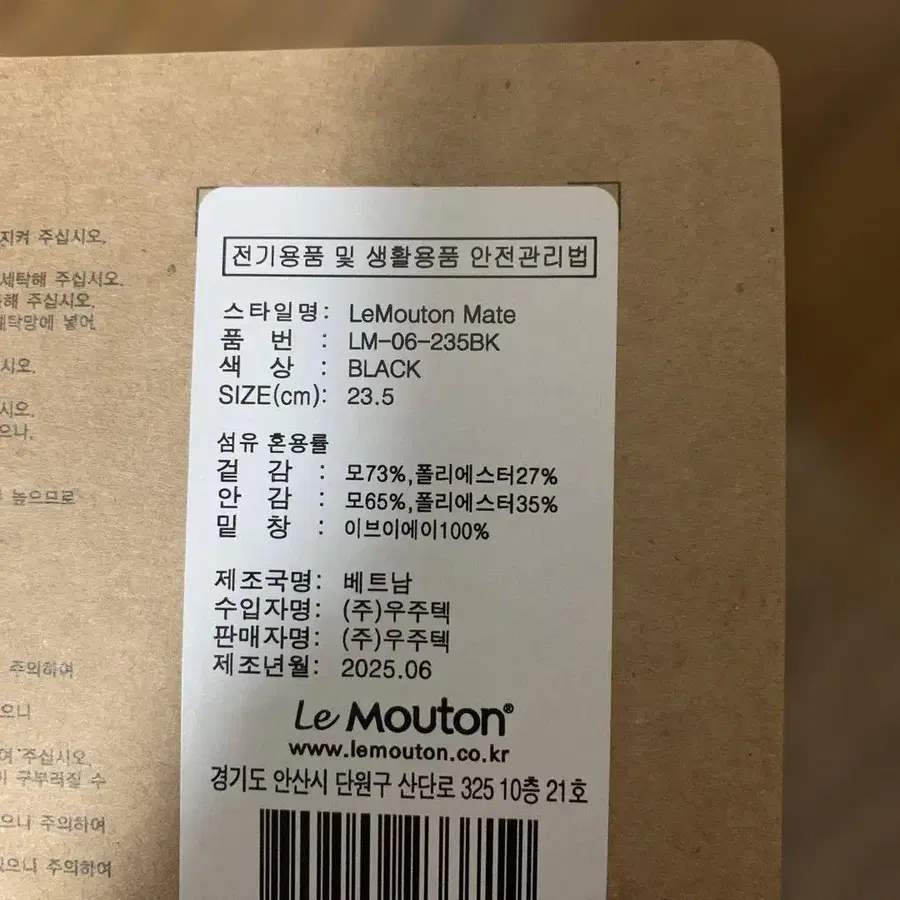 지켜 주십시오.
세탁해 주십시오.
해 주십시오.
세탁망에 넣어
시오.
시오.
으나,
높으므로
주의하여
으니
여 주십시오.
구부러질 수
으니 주의하여
있으니 주의하여
전기용품 및 생활용품 안전관리법
스타일명: LeMouton Mate
품 번 : LM-06-235BK
색 상 : BLACK
SIZE(cm): 23.5
섬유 혼용률
겉 감 : 모73%,폴리에스터27%
안 감 : 모65%,폴리에스터35%
밑 창 : 이브이에이100%
제조국명: 베트남
수입자명: (주)우주텍
판매자명: (주)우주텍
제조년월: 2025.06
Le Mouton®
www.lemouton.co.kr
경기도 안산시 단원구 산단로 325 10층 21호